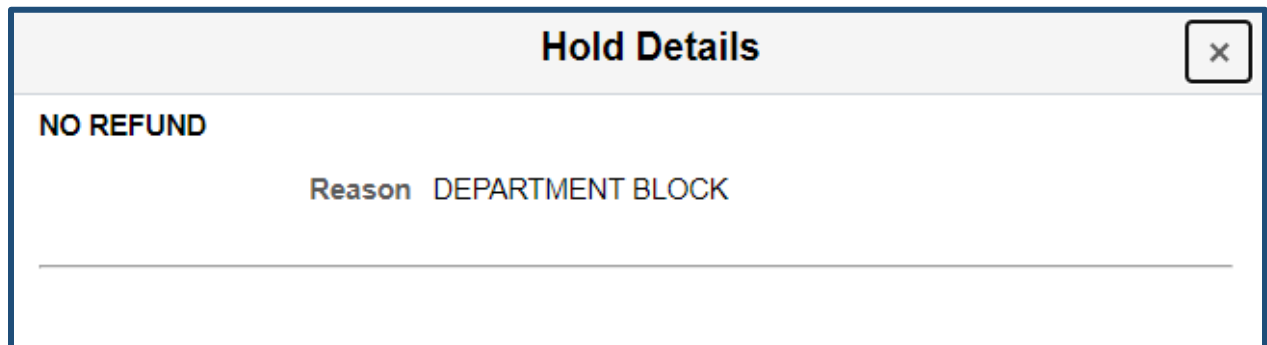 Hold Details
×
NO REFUND
Reason DEPARTMENT BLOCK